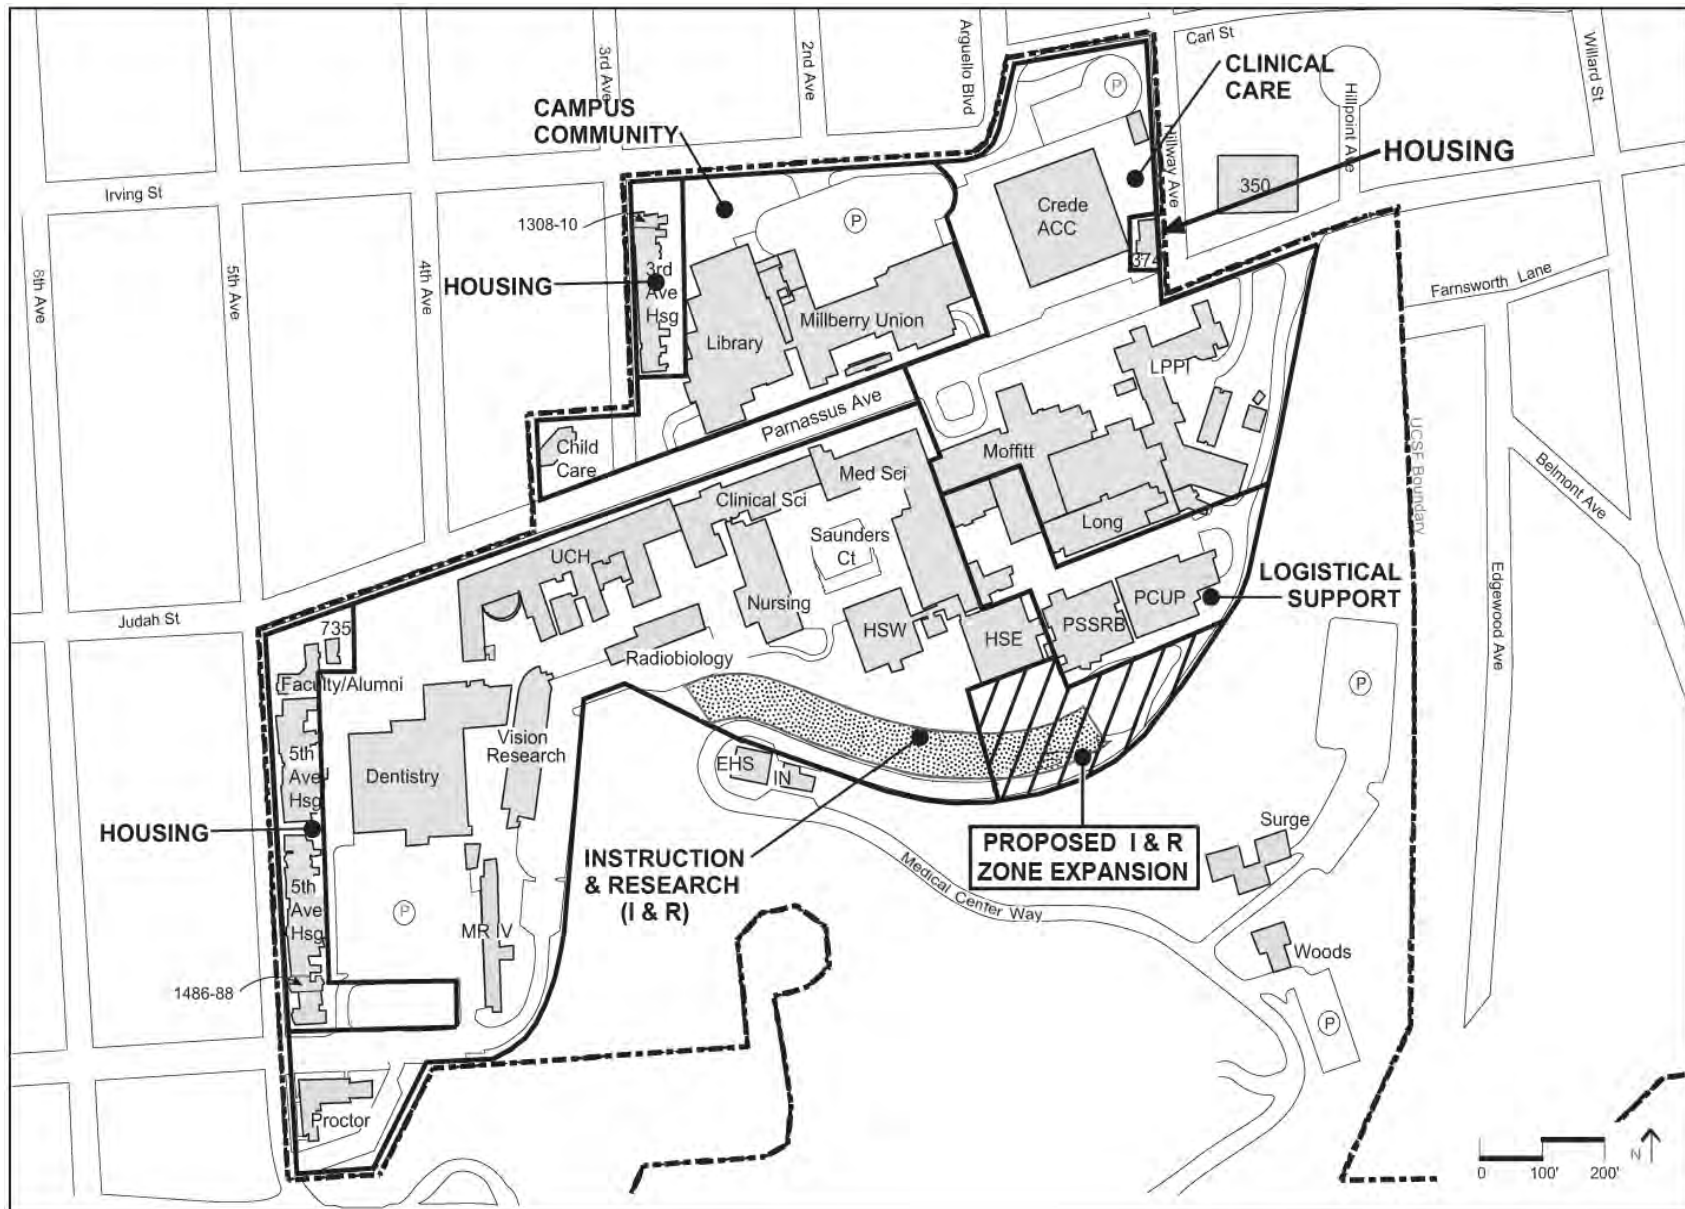 Carl St
Willard St
Arguello Blvd
3rd Ave
2nd Ave
CLINICAL
CARE
P
Hillpoint Ave
CAMPUS
COMMUNITY
Hillway Ave
HOUSING
350
Irving St
1308-10
P
Crede
ACC
374
6th Ave
5th Ave
4th Ave
HOUSING
3rd
Ave
Hsg
Library
Millberry Union
Farnsworth Lane
LPPI
Parnassus Ave
Child
Care
Moffitt
Med Sci
Clinical Sci
UCSF Boundary
Belmont Ave
Long
Saunders
Ct
UCH
LOGISTICAL
SUPPORT
Edgewood Ave
Nursing
PCUP
PSSRB
HSW
HSE
Judah St
735
Radiobiology
Faculty/Alumni
P
Vision
Research
5th
Ave
Hsg
Dentistry
EHS
IN
HOUSING
Surge
INSTRUCTION
& RESEARCH
(I & R)
PROPOSED I & R
ZONE EXPANSION
Medical Center Way
5th
Ave
Hsg
P
MR IV
Woods
1486-88
P
Proctor
N
0
100'
200'